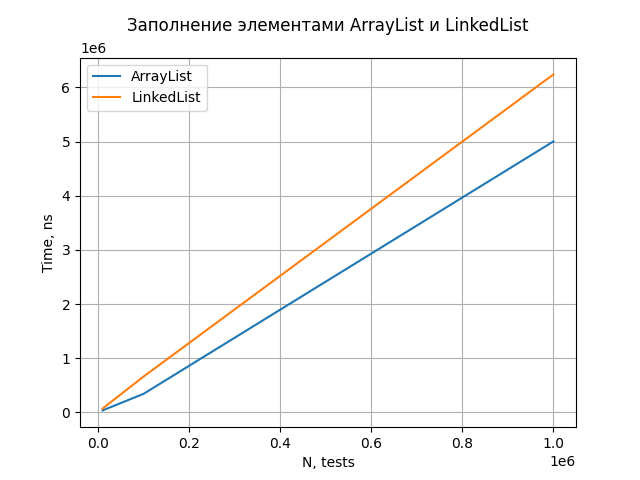 Заполнение элементами ArrayList и LinkedList
1e6
ArrayList
LinkedList
6
5
4
3
2
1
0
Time, ns
0.0 0.2 0.4 0.6 0.8 1.0
N, tests
1e6